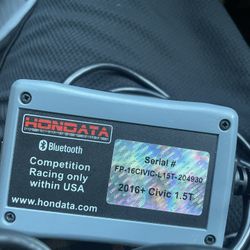 HONDATA
Bluetooth
Competition
Racing only
within USA
www.hondata.com
Serial #
FP-16CIVIC-L15T-204930
2016+ Civic 1.5T